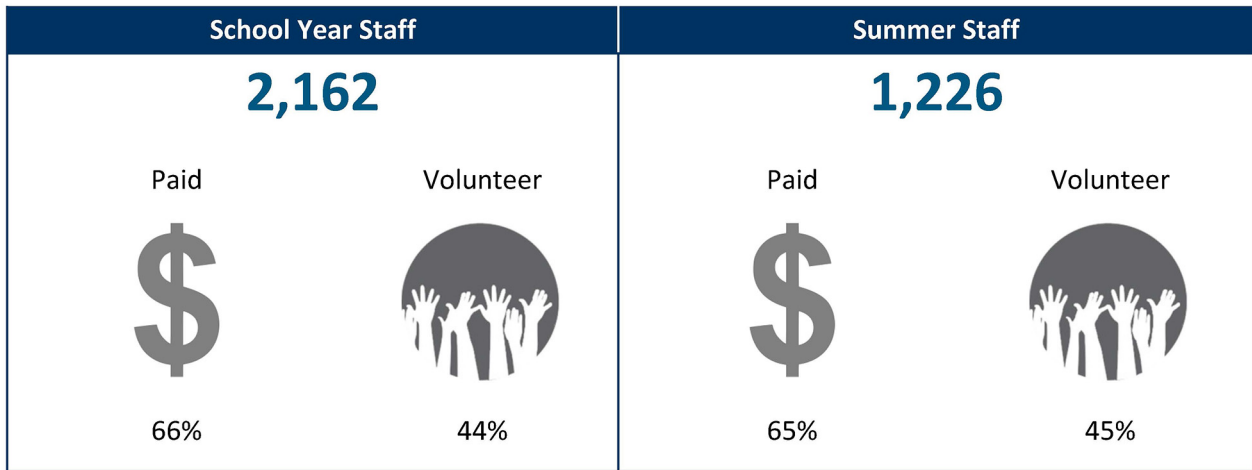 School Year Staff
Summer Staff
2,162
1,226
Paid
Volunteer
Paid
Volunteer
$
$
66%
44%
65%
45%